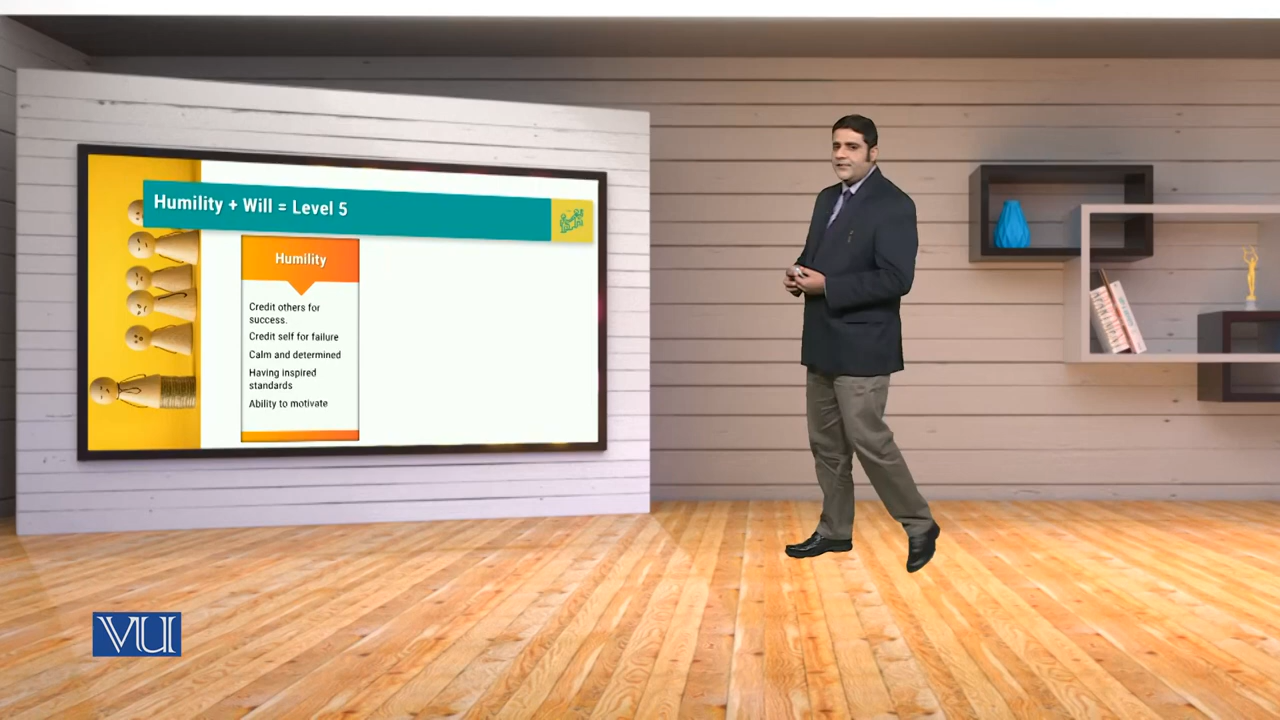 Humility + Will = Level 5
Humility
Credit others for
success.
Credit self for failure
Calm and determined
Having inspired
standards
Ability to motivate
VU